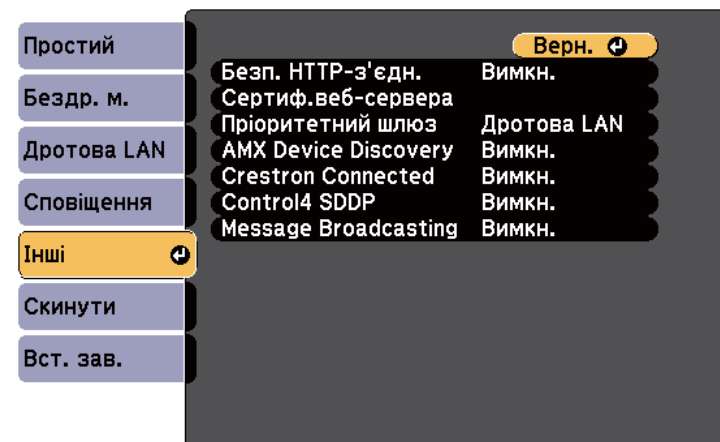 Простий
Бездр. м.
Дротова LAN
Сповіщення
Інші
Скинути
Вст. зав.
Верн.
Безп. HTTP-з'єдн. Вимкн.
Сертиф.веб-сервера
Пріоритетний шлюз Дротова LAN
AMX Device Discovery Вимкн.
Crestron Connected Вимкн.
Control4 SDDP Вимкн.
Message Broadcasting Вимкн.